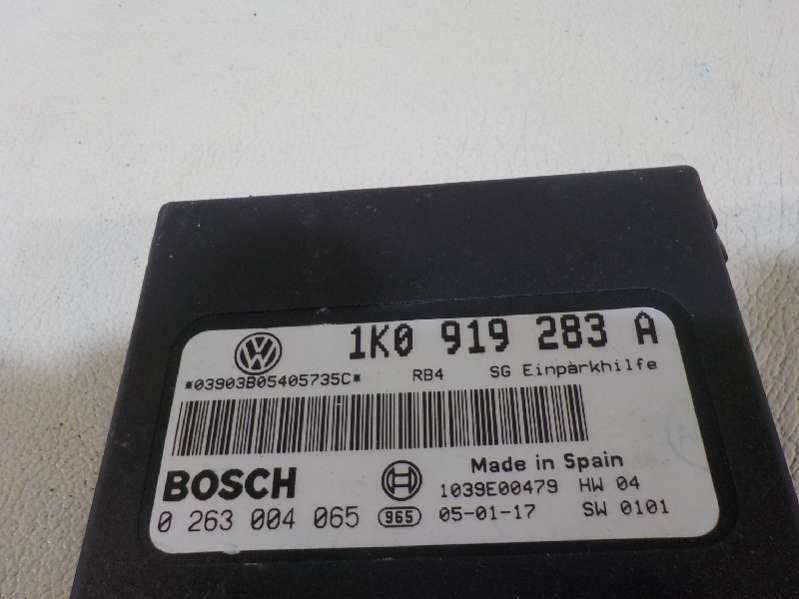 1K0 919 283 A
*03903B05405735C* RB4 SG Einparkhilfe
BOSCH
Made in Spain
1039E00479 HW 04
0 263 004 065 965 05-01-17 SW 0101